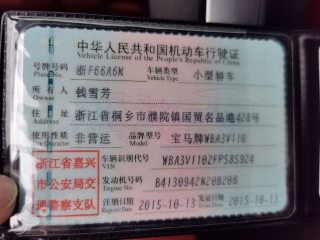 中华人民共和国机动车行驶证
Vehicle License of the People's Republic of China
号牌号码 浙F66A6M 车辆类型 小型轿车
Plate No. Vehicle Type
所有人 钱雪芳
Owner
住址 浙江省桐乡市濮院镇国贸名品港428号
Address
使用性质 非营运 品牌型号 宝马牌WBA3V110
Use Character Model
浙江省嘉兴
市公安局交
通警察支队
车辆识别代号 WBA3V1102FPS8S924
VIN
发动机号码 B4130942N20B20B
Engine No.
注册日期 2015-10-13 2015-10-13
Register Date